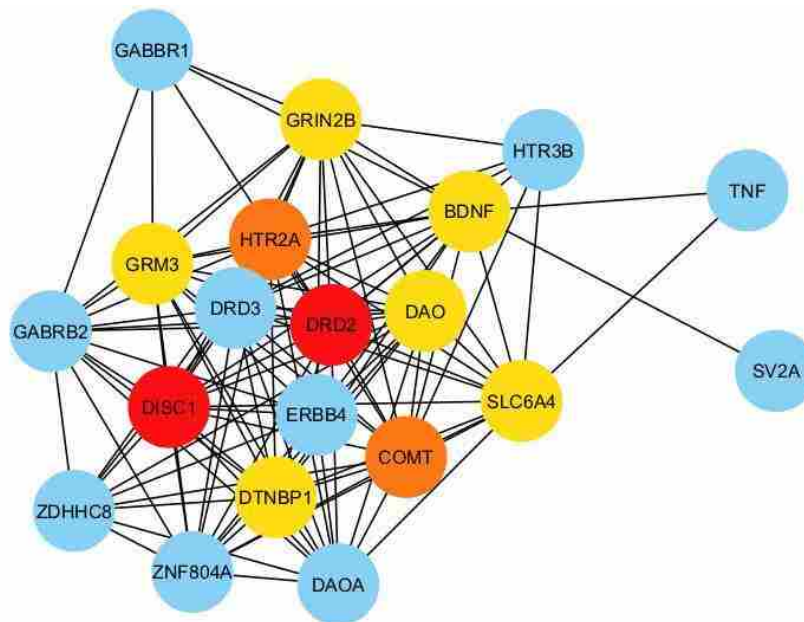 GABBR1
GRIN2B
HTR3B
TNF
BDNF
HTR2A
GRM3
DRD3
DAO
GABRB2
DRD2
SV2A
SLC6A4
DISC1
ERBB4
COMT
DTNBP1
ZDHHC8
ZNF804A
DAOA